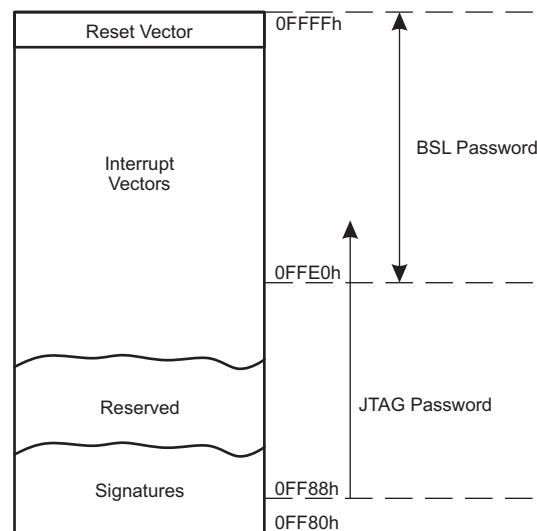 Reset Vector
0FFFFh
Interrupt
Vectors
BSL Password
0FFE0h
Reserved
JTAG Password
Signatures
0FF88h
0FF80h